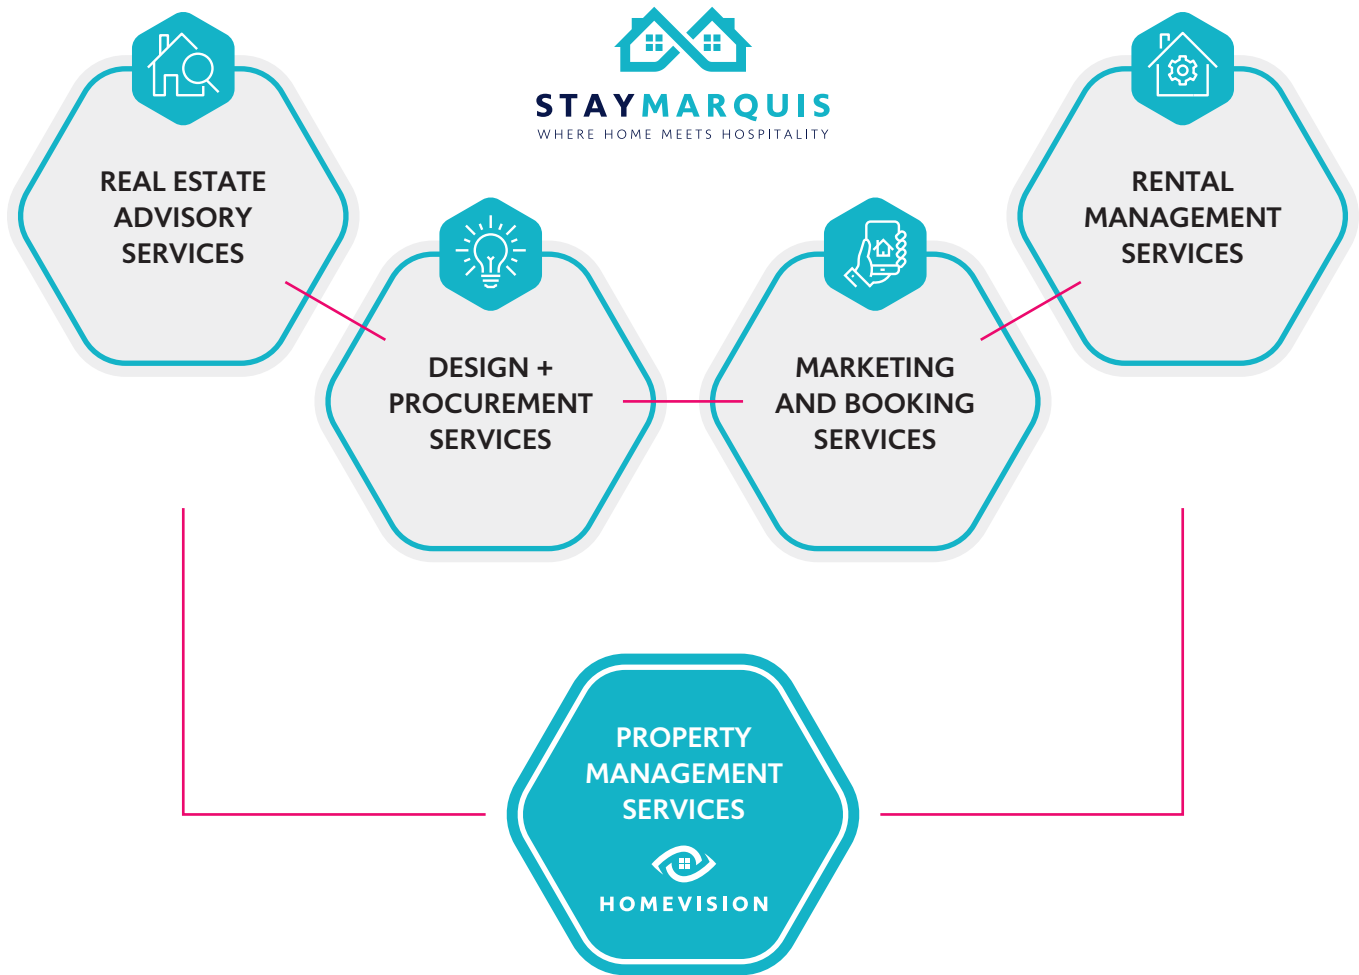 STAYMARQUIS
WHERE HOME MEETS HOSPITALITY
REAL ESTATE
ADVISORY
SERVICES
DESIGN +
PROCUREMENT
SERVICES
MARKETING
AND BOOKING
SERVICES
RENTAL
MANAGEMENT
SERVICES
PROPERTY
MANAGEMENT
SERVICES
HOMEVISION